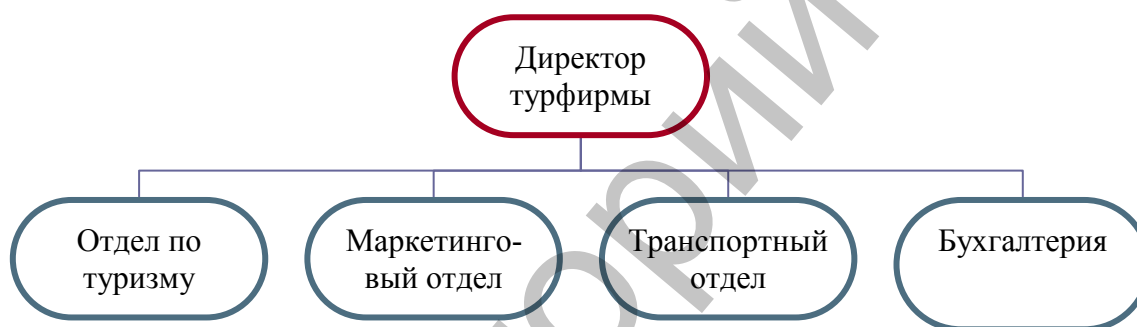 Директор
турфирмы
Отдел по
туризму
Маркетинго-
вый отдел
Транспортный
отдел
Бухгалтерия